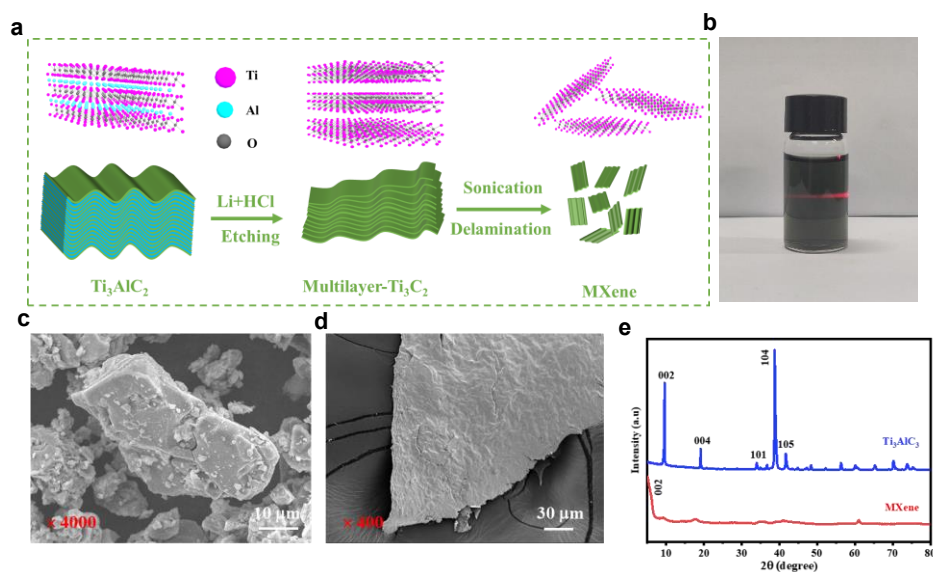 a
Ti
Al
O
Li+HCl
Etching
Sonication
Delamination
Ti₃AlC₂
Multilayer-Ti₃C₂
MXene
b
c
× 4000
10 μm
d
× 400
30 μm
e
Intensity (a.u)
002
004
101
104
105
Ti₃AlC₃
002
MXene
10 20 30 40 50 60 70 80
2θ (degree)